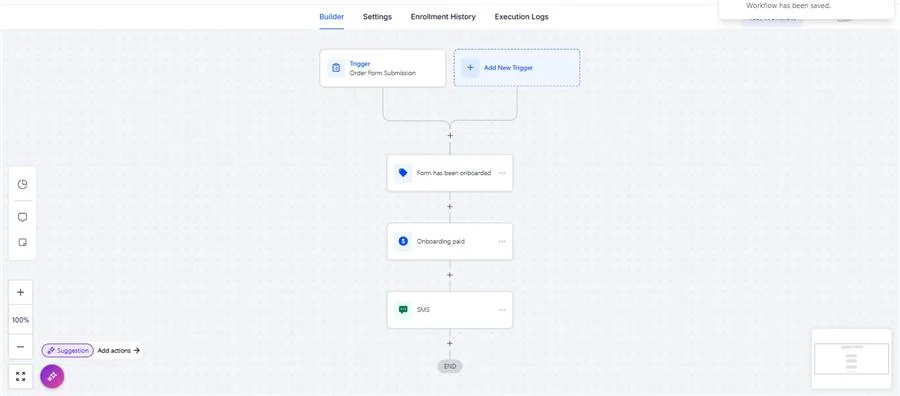 Workflow has been saved.
Builder Settings Enrollment History Execution Logs
Trigger
Order Form Submission
Add New Trigger
Form has been onboarded
Onboarding paid
SMS
100%
Suggestion Add actions
END